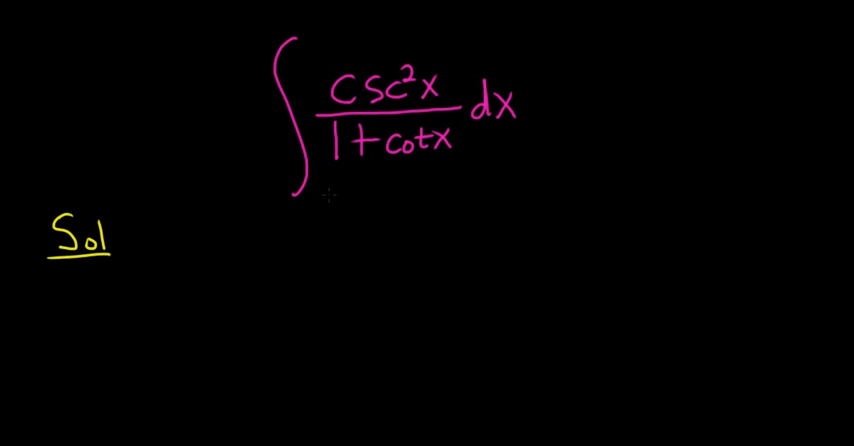 ∫ csc²x / 1+cotx dx
Sol